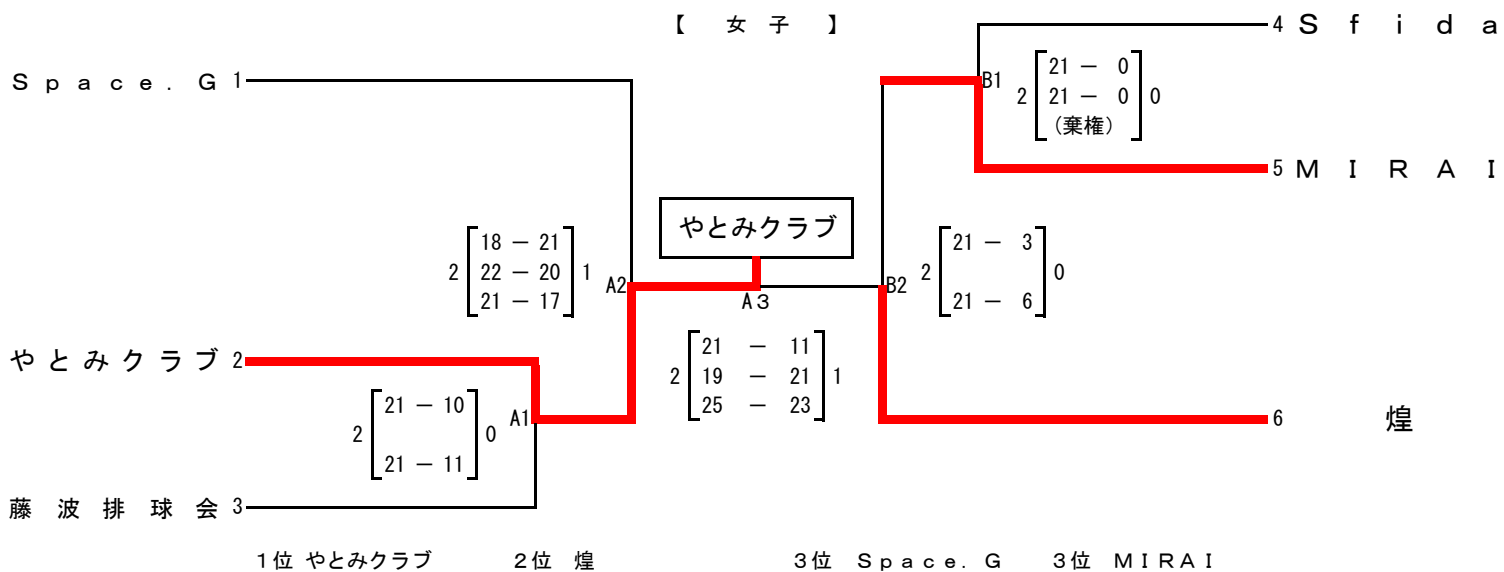 【 女 子 】
4 Ｓｆｉｄａ
Ｓｐａｃｅ．Ｇ 1
B1
2 21 － 0 0
21 － 0
（棄権）
5 ＭＩＲＡＩ
やとみクラブ
2 18 － 21 1
22 － 20
21 － 17
A2
A３
B2
2 21 － 3 0
21 － 6
やとみクラブ 2
2 21 － 11 1
19 － 21
25 － 23
2 21 － 10 0
21 － 11
A1
6 煌
藤波排球会 3
１位 やとみクラブ ２位 煌 ３位 Ｓｐａｃｅ．Ｇ ３位 ＭＩＲＡＩ